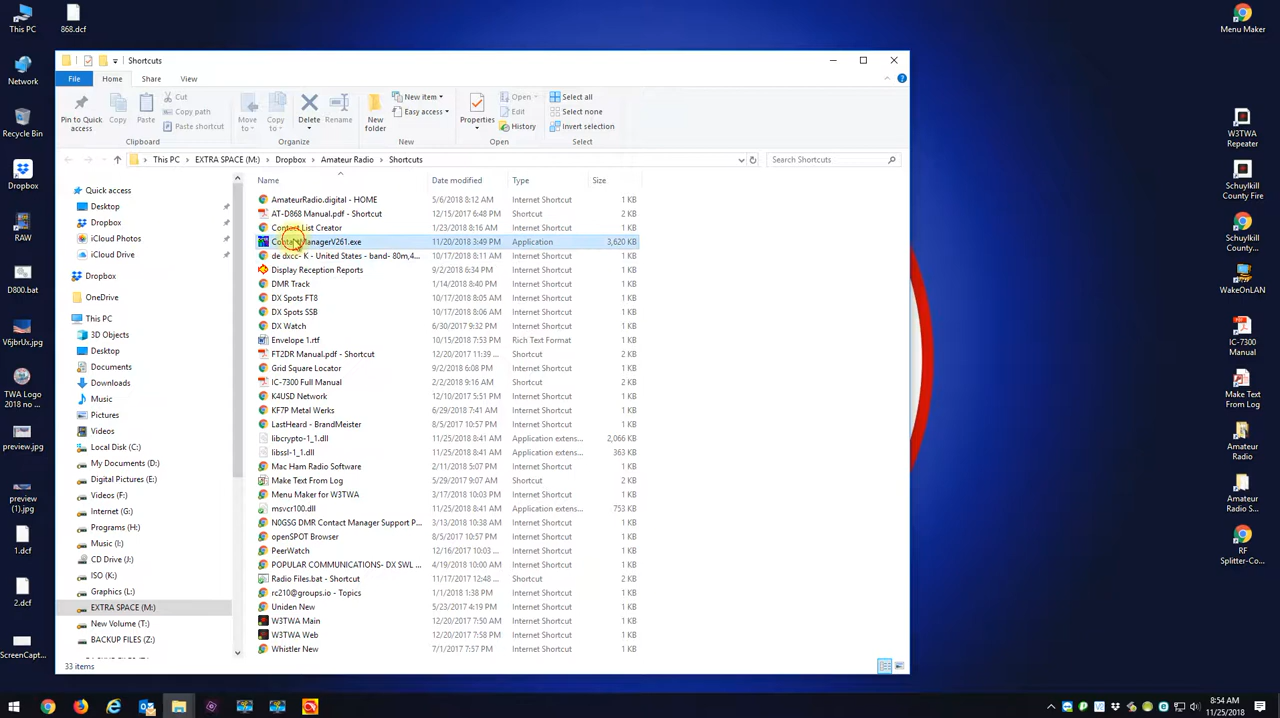 This PC
868.dcf
Menu Maker
Shortcuts
File
Home
Share
View
Network
Pin to Quick access
Copy
Paste
Cut
Copy path
Paste shortcut
Clipboard
Move to
Copy to
Delete
Rename
Organize
New folder
New item
Easy access
New
Properties
Open
Edit
History
Open
Select all
Select none
Invert selection
Select
Recycle Bin
W3TWA Repeater
This PC
EXTRA SPACE (M:)
Dropbox
Amateur Radio
Shortcuts
Search Shortcuts
Dropbox
Schuylkill County Fire
RAW
Schuylkill County...
D800.bat
WakeOnLAN
V6jbrUx.jpg
IC-7300 Manual
TWA Logo 2018 no ...
Make Text From Log
preview.jpg
Amateur Radio
preview (1).jpg
Amateur Radio S...
1.dcf
RF Splitter-Co...
2.dcf
ScreenCapt...
Quick access
Desktop
Dropbox
iCloud Photos
iCloud Drive
Dropbox
OneDrive
This PC
3D Objects
Desktop
Documents
Downloads
Music
Pictures
Videos
Local Disk (C:)
My Documents (D:)
Digital Pictures (E:)
Videos (F:)
Internet (G:)
Programs (H:)
Music (I:)
CD Drive (J:)
ISO (K:)
Graphics (L:)
EXTRA SPACE (M:)
New Volume (T:)
BACKUP FILES (Z:)
Name Date modified Type Size
AmateurRadio.digital - HOME 5/6/2018 8:12 AM Internet Shortcut 1 KB
AT-D868 Manual.pdf - Shortcut 12/15/2017 6:48 PM Shortcut 2 KB
Contact List Creator 1/23/2018 8:16 AM Internet Shortcut 1 KB
ContactManagerV261.exe 11/20/2018 3:49 PM Application 3,620 KB
de dxcc- K - United States - band- 80m,4... 10/17/2018 8:11 AM Internet Shortcut 1 KB
Display Reception Reports 9/2/2018 6:34 PM Internet Shortcut 1 KB
DMR Track 1/14/2018 8:40 PM Internet Shortcut 1 KB
DX Spots FT8 10/17/2018 8:05 AM Internet Shortcut 1 KB
DX Spots SSB 10/17/2018 8:06 AM Internet Shortcut 1 KB
DX Watch 6/30/2017 9:32 PM Internet Shortcut 1 KB
Envelope 1.rtf 10/15/2018 7:53 PM Rich Text Format 1 KB
FT2DR Manual.pdf - Shortcut 12/20/2017 11:39 ... Shortcut 2 KB
Grid Square Locator 9/2/2018 6:08 PM Internet Shortcut 1 KB
IC-7300 Full Manual 2/2/2018 9:16 AM Shortcut 2 KB
K4USD Network 12/10/2017 5:51 PM Internet Shortcut 1 KB
KF7P Metal Werks 6/29/2018 7:41 AM Internet Shortcut 1 KB
LastHeard - BrandMeister 8/5/2017 10:57 PM Internet Shortcut 1 KB
libcrypto-1_1.dll 11/25/2018 8:41 AM Application extens... 2,066 KB
libssl-1_1.dll 11/25/2018 8:41 AM Application extens... 363 KB
Mac Ham Radio Software 2/11/2018 5:07 PM Internet Shortcut 1 KB
Make Text From Log 5/29/2017 9:07 AM Shortcut 2 KB
Menu Maker for W3TWA 3/17/2018 10:03 PM Internet Shortcut 1 KB
msvcr100.dll 11/25/2018 8:41 AM Application extens... 753 KB
N0GSG DMR Contact Manager Support P... 3/13/2018 10:38 AM Internet Shortcut 1 KB
openSPOT Browser 8/5/2017 10:57 PM Internet Shortcut 1 KB
PeerWatch 12/16/2017 10:03 ... Internet Shortcut 1 KB
POPULAR COMMUNICATIONS- DX SWL ... 4/19/2018 10:00 AM Internet Shortcut 1 KB
Radio Files.bat - Shortcut 11/17/2017 12:48 ... Shortcut 2 KB
rc210@groups.io - Topics 1/1/2018 1:38 PM Internet Shortcut 1 KB
Uniden New 5/23/2017 4:19 PM Internet Shortcut 1 KB
W3TWA Main 12/20/2017 7:50 AM Internet Shortcut 1 KB
W3TWA Web 12/20/2017 7:58 PM Internet Shortcut 1 KB
Whistler New 7/1/2017 7:57 PM Internet Shortcut 1 KB
33 items
8:54 AM
11/25/2018